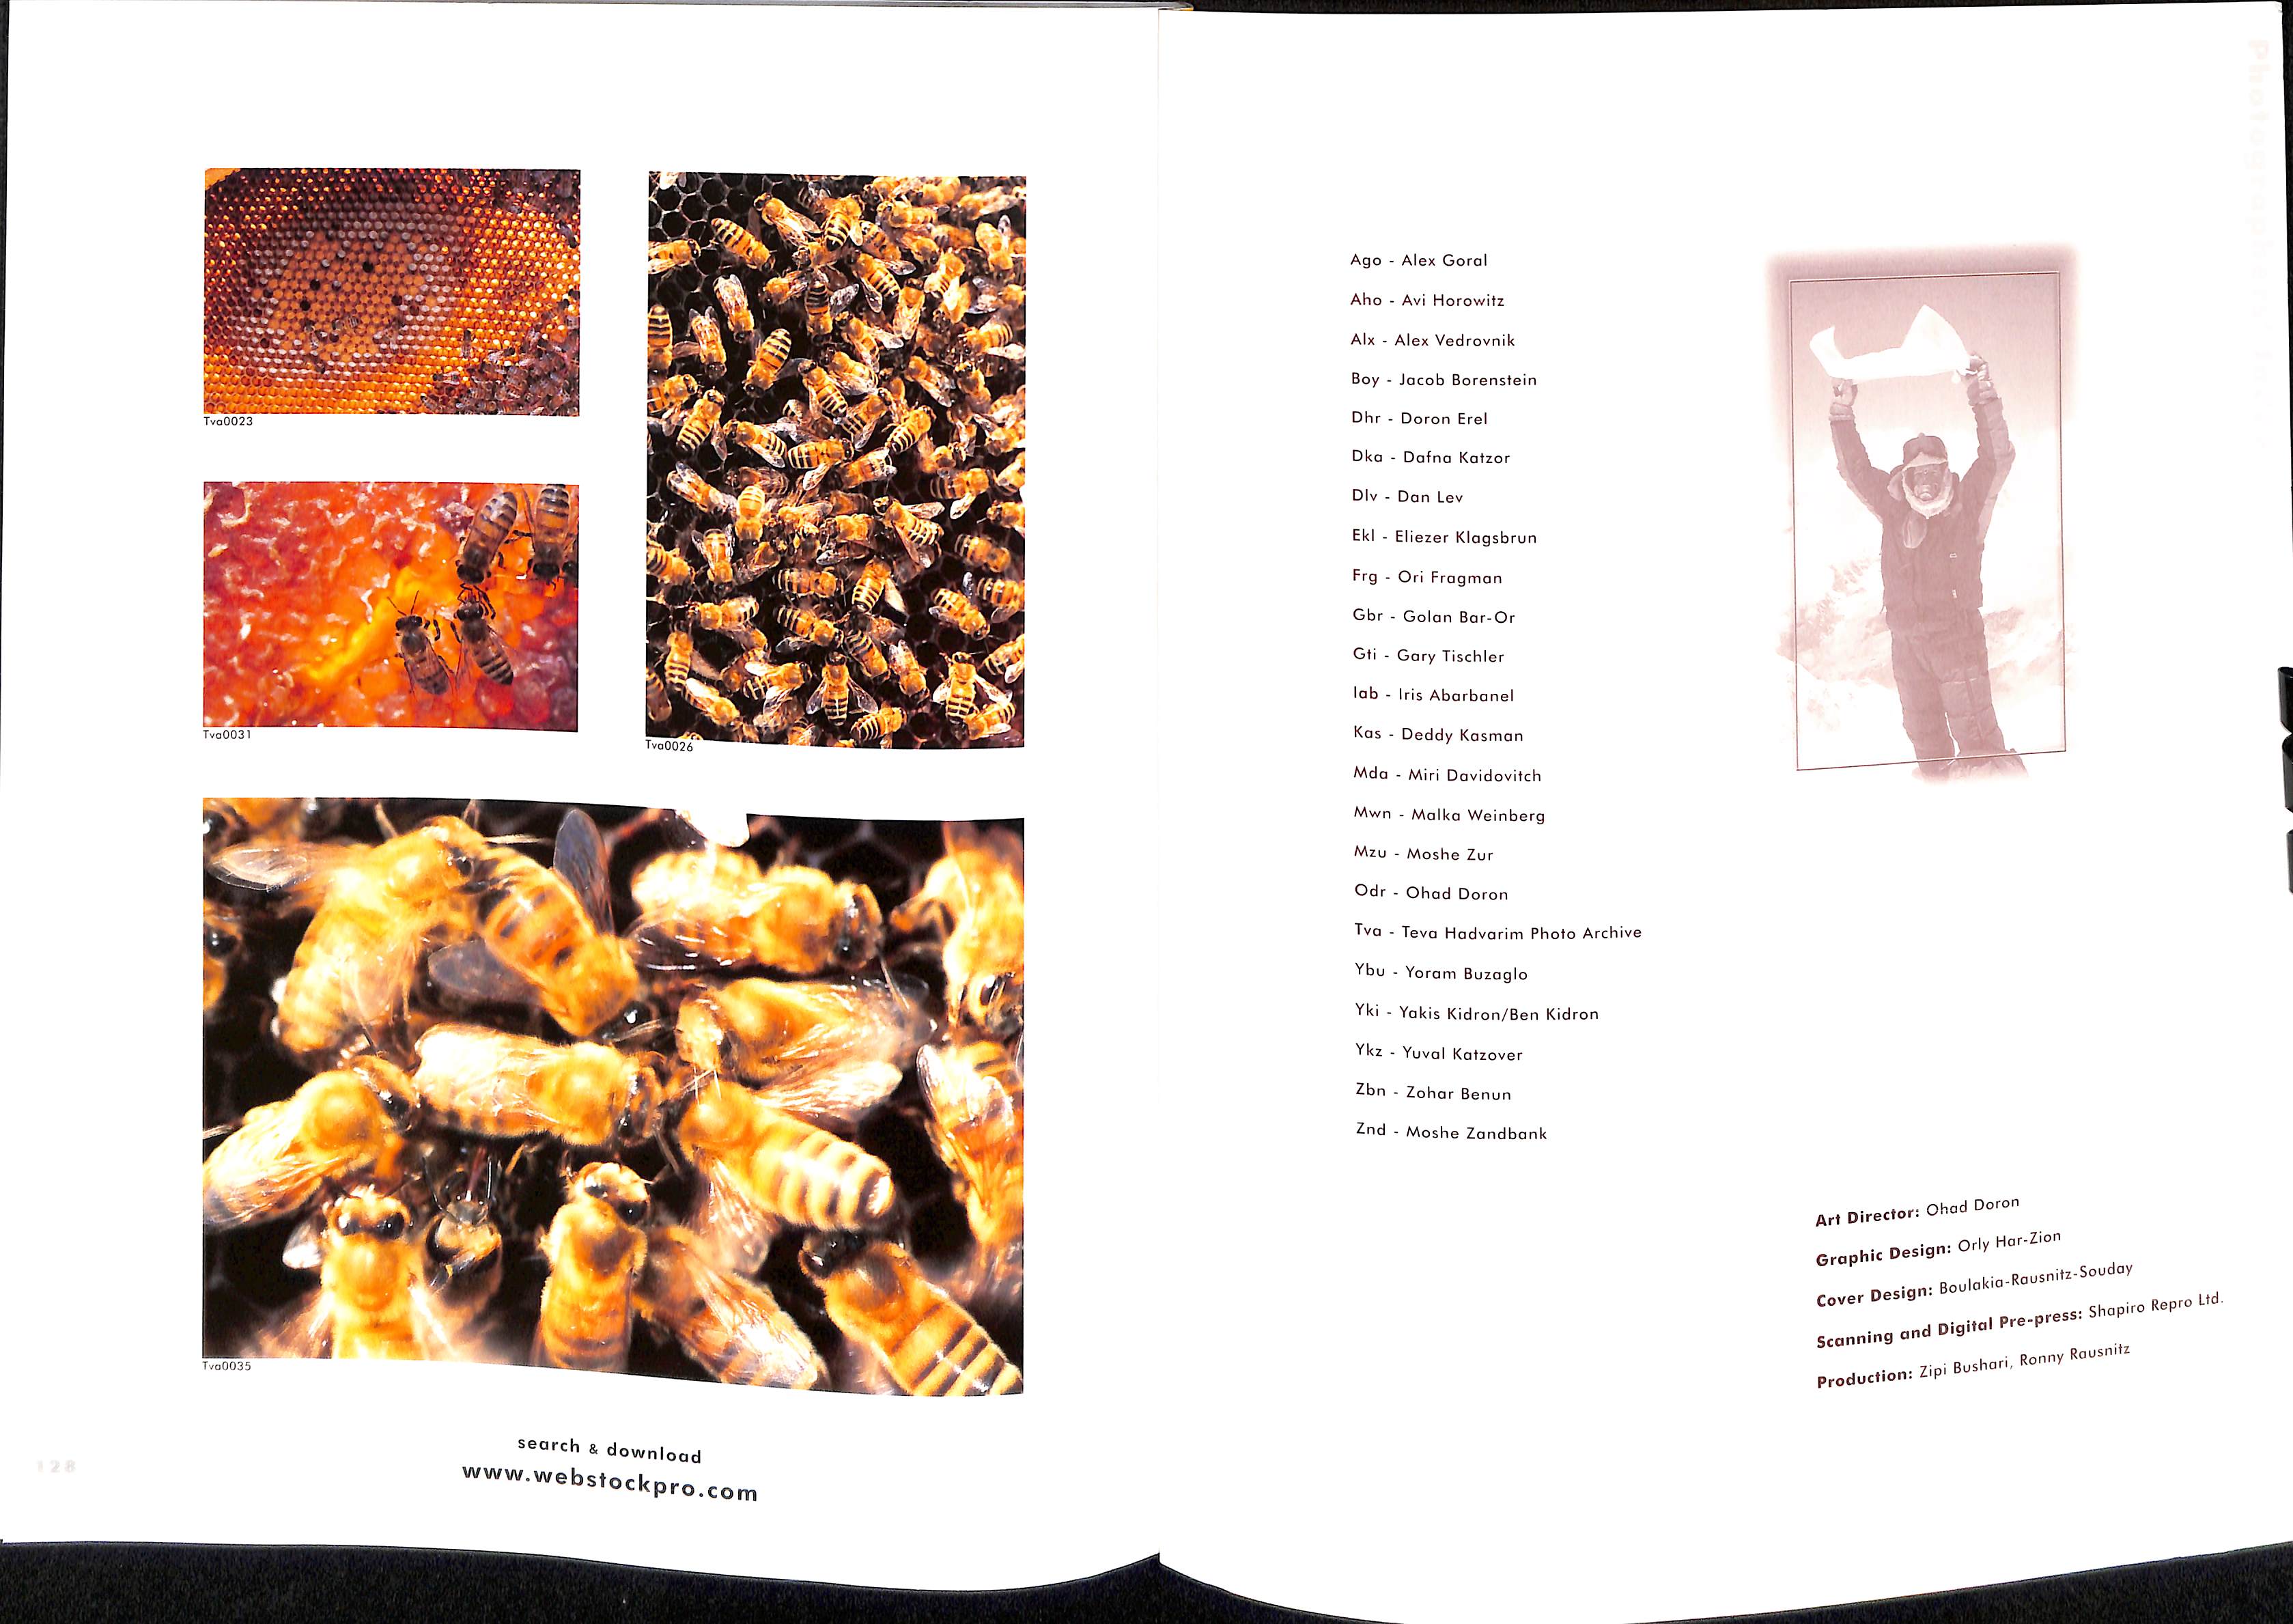 Tva0023
Tva0031
Tva0026
Tva0035
search & download
www.webstockpro.com
128
Ago - Alex Goral
Aho - Avi Horowitz
Alx - Alex Vedrovnik
Boy - Jacob Borenstein
Dhr - Doron Erel
Dka - Dafna Katzor
Dlv - Dan Lev
Ekl - Eliezer Klagsbrun
Frg - Ori Fragman
Gbr - Golan Bar-Or
Gti - Gary Tischler
Iab - Iris Abarbanel
Kas - Deddy Kasman
Mda - Miri Davidovitch
Mwn - Malka Weinberg
Mzu - Moshe Zur
Odr - Ohad Doron
Tva - Teva Hadvarim Photo Archive
Ybu - Yoram Buzaglo
Yki - Yakis Kidron/Ben Kidron
Ykz - Yuval Katzover
Zbn - Zohar Benun
Znd - Moshe Zandbank
Art Director: Ohad Doron
Graphic Design: Orly Har-Zion
Cover Design: Boulakia-Rausnitz-Souday
Scanning and Digital Pre-press: Shapiro Repro Ltd.
Production: Zipi Bushari, Ronny Rausnitz
Photographers'